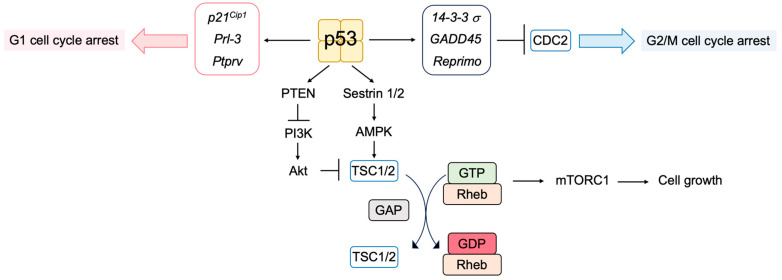 G1 cell cycle arrest
p21Cip1
Prl-3
Ptprv
p53
14-3-3 σ
GADD45
Reprimo
CDC2
G2/M cell cycle arrest
PTEN
Sestrin 1/2
PI3K
AMPK
Akt
TSC1/2
GTP
Rheb
mTORC1
Cell growth
GAP
TSC1/2
GDP
Rheb